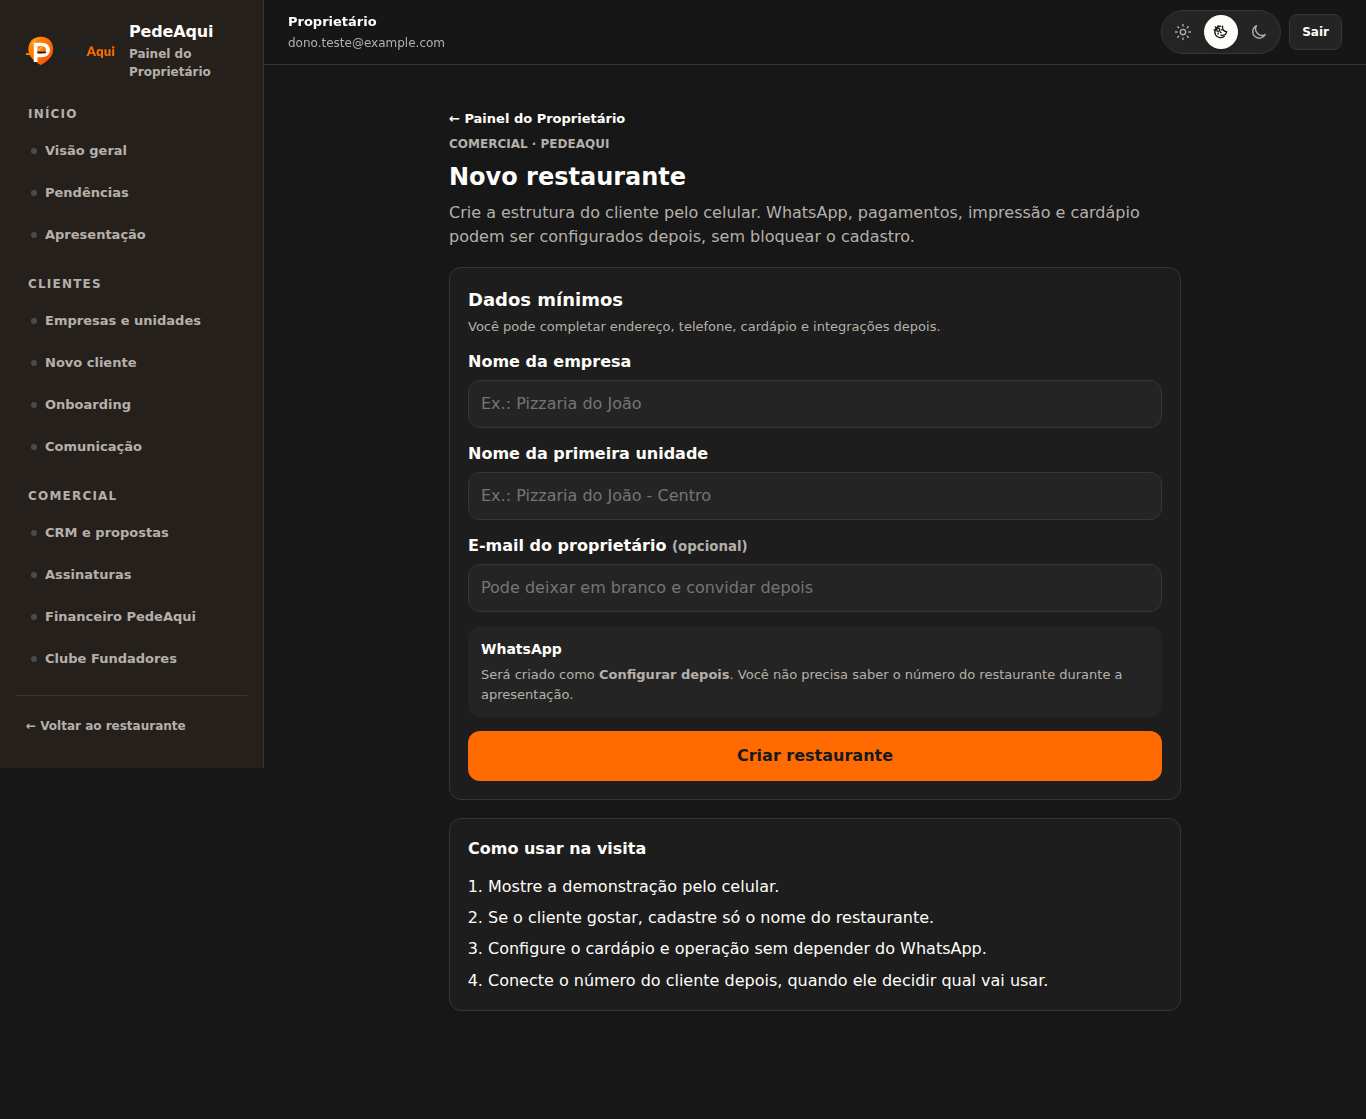 P
Aqui
PedeAqui
Painel do
Proprietário
INÍCIO
Visão geral
Pendências
Apresentação
CLIENTES
Empresas e unidades
Novo cliente
Onboarding
Comunicação
COMERCIAL
CRM e propostas
Assinaturas
Financeiro PedeAqui
Clube Fundadores
← Voltar ao restaurante
Proprietário
dono.teste@example.com
Sair
← Painel do Proprietário
COMERCIAL · PEDEAQUI
Novo restaurante
Crie a estrutura do cliente pelo celular. WhatsApp, pagamentos, impressão e cardápio
podem ser configurados depois, sem bloquear o cadastro.
Dados mínimos
Você pode completar endereço, telefone, cardápio e integrações depois.
Nome da empresa
Ex.: Pizzaria do João
Nome da primeira unidade
Ex.: Pizzaria do João - Centro
E-mail do proprietário (opcional)
Pode deixar em branco e convidar depois
WhatsApp
Será criado como Configurar depois. Você não precisa saber o número do restaurante durante a
apresentação.
Criar restaurante
Como usar na visita
1. Mostre a demonstração pelo celular.
2. Se o cliente gostar, cadastre só o nome do restaurante.
3. Configure o cardápio e operação sem depender do WhatsApp.
4. Conecte o número do cliente depois, quando ele decidir qual vai usar.